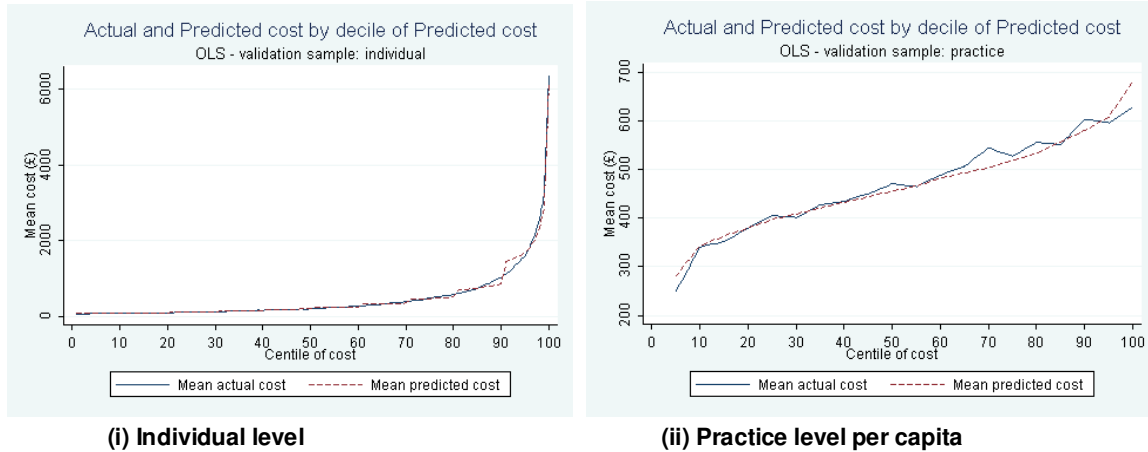 Actual and Predicted cost by decile of Predicted cost
OLS - validation sample: individual
Mean cost (£)
6000
4000
2000
0
0 10 20 30 40 50 60 70 80 90 100
Centile of cost
Mean actual cost Mean predicted cost
(i) Individual level
Actual and Predicted cost by decile of Predicted cost
OLS - validation sample: practice
Mean cost (£)
700
600
500
400
300
200
0 10 20 30 40 50 60 70 80 90 100
Centile of cost
Mean actual cost Mean predicted cost
(ii) Practice level per capita